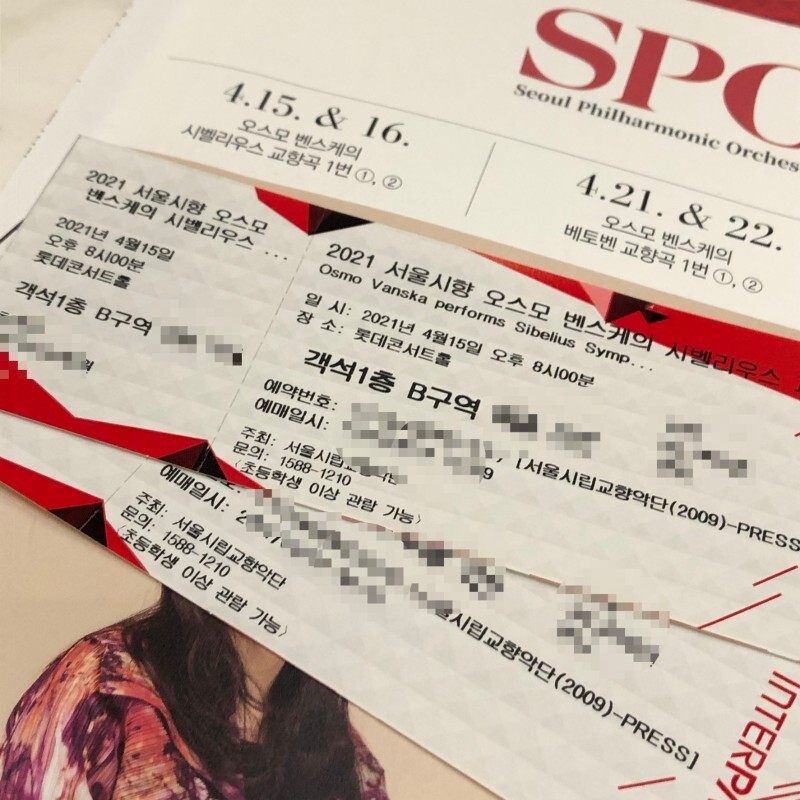 SPO
Seoul Philharmonic Orches
4.15. & 16.
오스모 벤스케의
시벨리우스 교향곡 1번 ①, ②
4.21. & 22.
오스모 벤스케의
베토벤 교향곡 1번 ①, ②
2021 서울시향 오스모
벤스케의 시벨리우스 ...
2021년 4월15일
오후 8시00분
롯데콘서트홀
객석1층 B구역
2021 서울시향 오스모 벤스케의 시벨리우스
Osmo Vanska performs Sibelius Symp...
일 시: 2021년 4월15일 오후 8시00분
장 소: 롯데콘서트홀
객석1층 B구역
예약번호:
예매일시:
[서울시립교향악단(2009)-PRESS
주최: 서울시립교향악단
문의: 1588-1210
(초등학생 이상 관람 가능)
예매일시: 2
주최: 서울시립교향악단
문의: 1588-1210
(초등학생 이상 관람 가능)
울시립교향악단(2009)-PRESS]
INTERPA